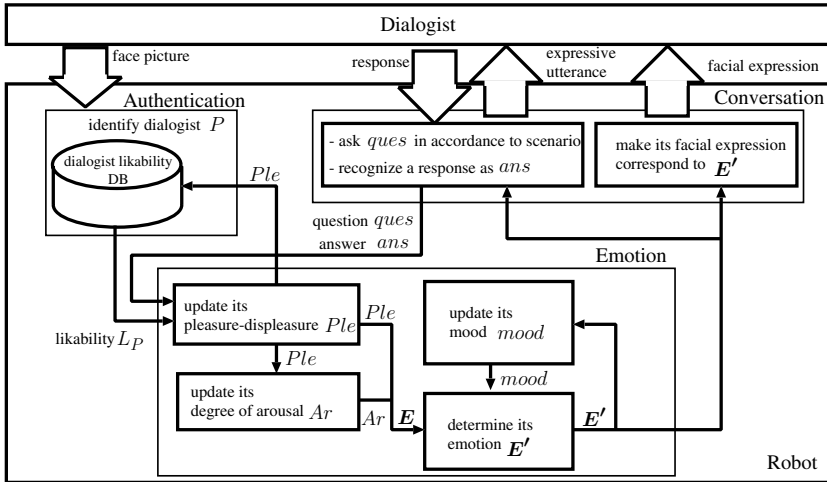 Dialogist
face picture
response
expressive
utterance
facial expression
Authentication
Conversation
identify dialogist P
dialogist likability
DB
- ask ques in accordance to scenario
- recognize a response as ans
make its facial expression
correspond to E′
Ple
question ques
answer ans
Emotion
update its
pleasure-displeasure Ple
Ple
update its
mood mood
likability L_P
Ple
mood
update its
degree of arousal Ar
Ar
E
determine its
emotion E′
E′
Robot